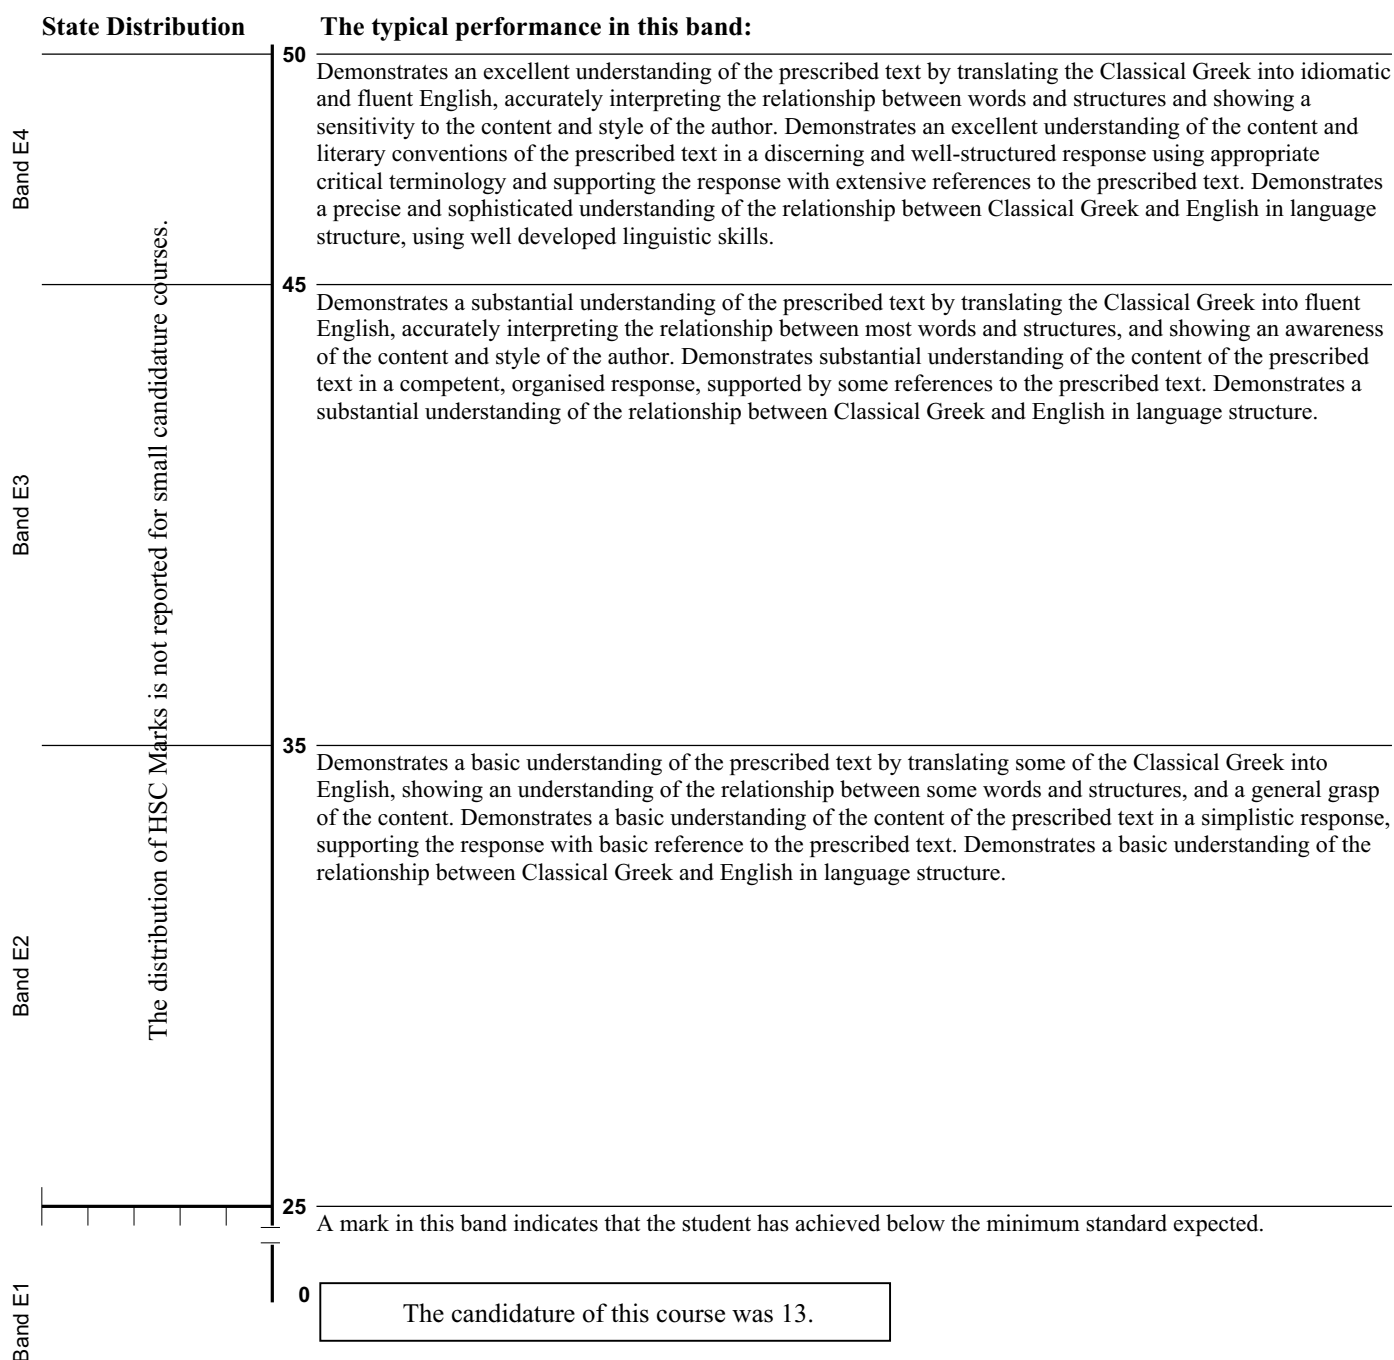 State Distribution
The typical performance in this band:
50
Demonstrates an excellent understanding of the prescribed text by translating the Classical Greek into idiomatic
and fluent English, accurately interpreting the relationship between words and structures and showing a
sensitivity to the content and style of the author. Demonstrates an excellent understanding of the content and
literary conventions of the prescribed text in a discerning and well-structured response using appropriate
critical terminology and supporting the response with extensive references to the prescribed text. Demonstrates
a precise and sophisticated understanding of the relationship between Classical Greek and English in language
structure, using well developed linguistic skills.
Band E4
45
Demonstrates a substantial understanding of the prescribed text by translating the Classical Greek into fluent
English, accurately interpreting the relationship between most words and structures, and showing an awareness
of the content and style of the author. Demonstrates substantial understanding of the content of the prescribed
text in a competent, organised response, supported by some references to the prescribed text. Demonstrates a
substantial understanding of the relationship between Classical Greek and English in language structure.
Band E3
The distribution of HSC Marks is not reported for small candidature courses.
35
Demonstrates a basic understanding of the prescribed text by translating some of the Classical Greek into
English, showing an understanding of the relationship between some words and structures, and a general grasp
of the content. Demonstrates a basic understanding of the content of the prescribed text in a simplistic response,
supporting the response with basic reference to the prescribed text. Demonstrates a basic understanding of the
relationship between Classical Greek and English in language structure.
Band E2
25
A mark in this band indicates that the student has achieved below the minimum standard expected.
0
Band E1
The candidature of this course was 13.